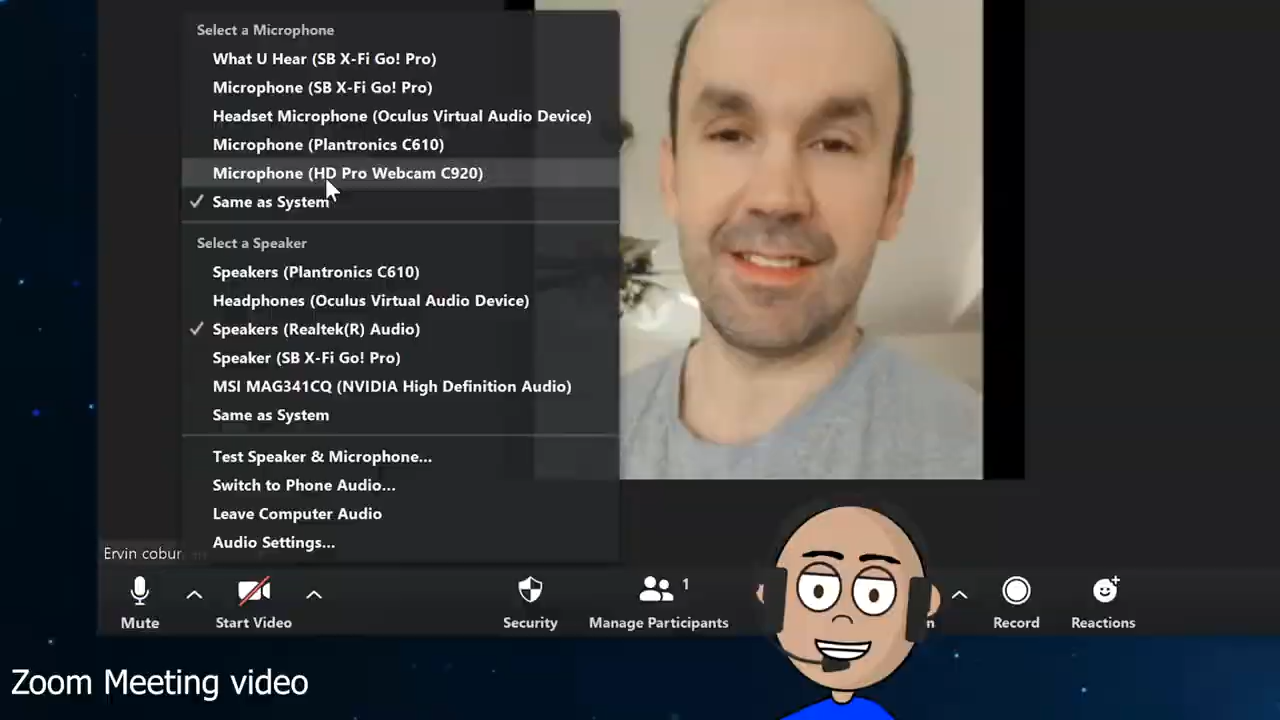 Select a Microphone
What U Hear (SB X-Fi Go! Pro)
Microphone (SB X-Fi Go! Pro)
Headset Microphone (Oculus Virtual Audio Device)
Microphone (Plantronics C610)
Microphone (HD Pro Webcam C920)
Same as System
Select a Speaker
Speakers (Plantronics C610)
Headphones (Oculus Virtual Audio Device)
Speakers (Realtek(R) Audio)
Speaker (SB X-Fi Go! Pro)
MSI MAG341CQ (NVIDIA High Definition Audio)
Same as System
Test Speaker & Microphone...
Switch to Phone Audio...
Leave Computer Audio
Audio Settings...
Ervin
1
Mute
Start Video
Security
Manage Participants
Record
Reactions
Zoom Meeting video